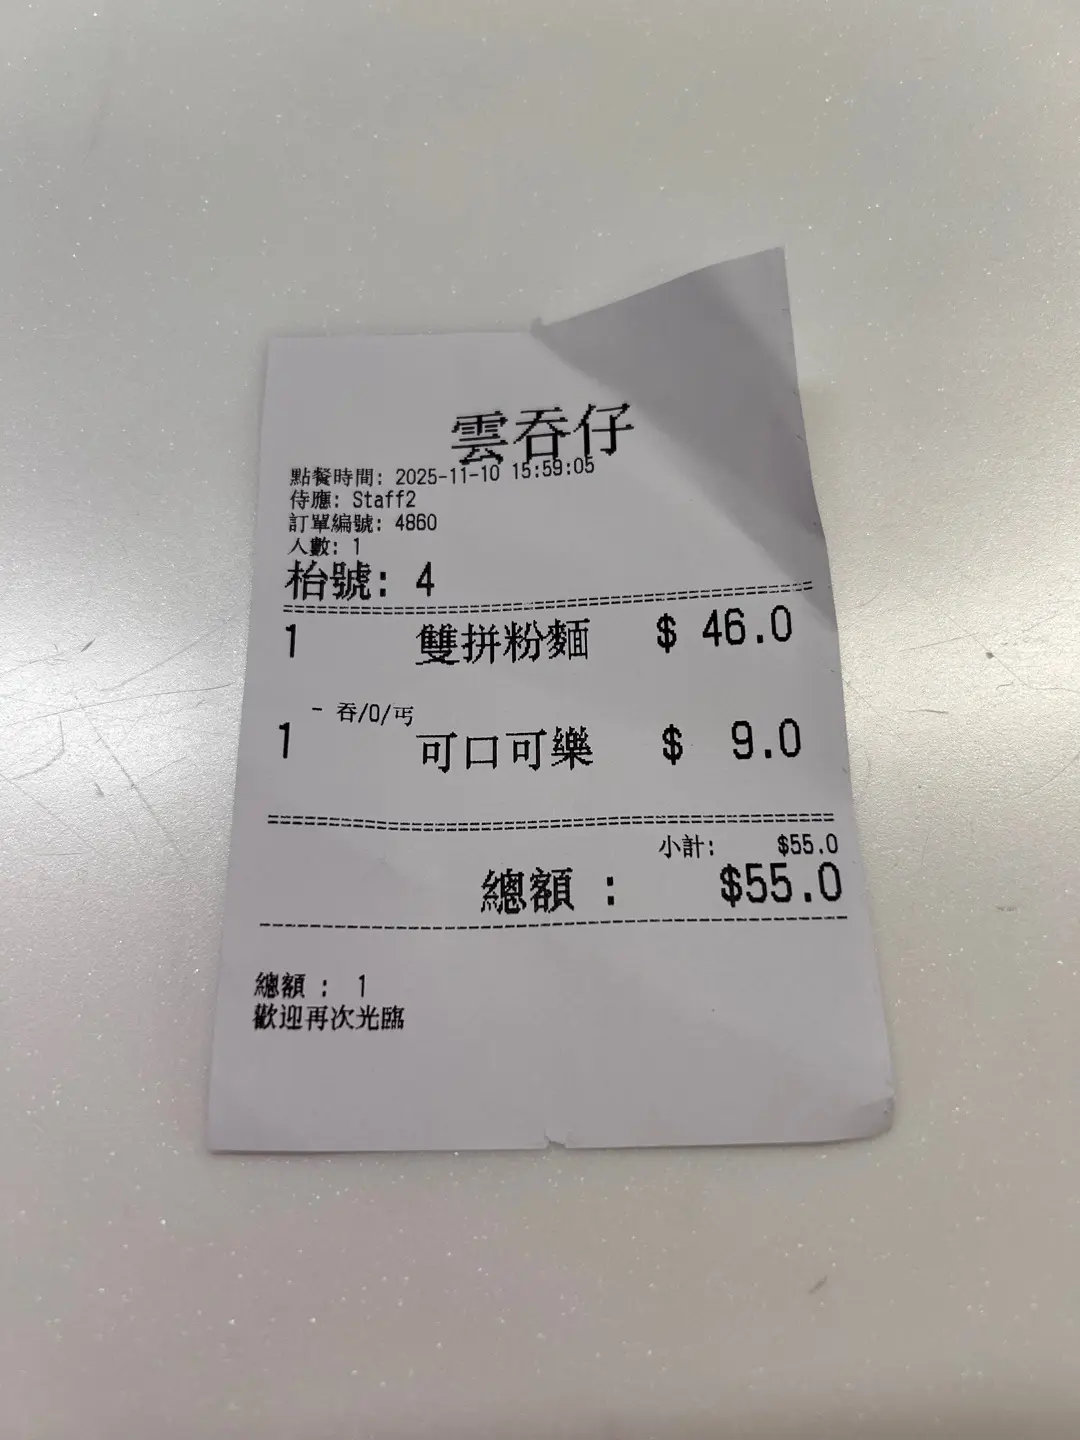 雲吞仔
點餐時間: 2025-11-10 15:59:05
侍應: Staff2
訂單編號: 4860
人數: 1
枱號: 4
1 雙拼粉麵 $ 46.0
- 吞/0/丐
1 可口可樂 $ 9.0
小計: $55.0
總額 : $55.0
總額 : 1
歡迎再次光臨